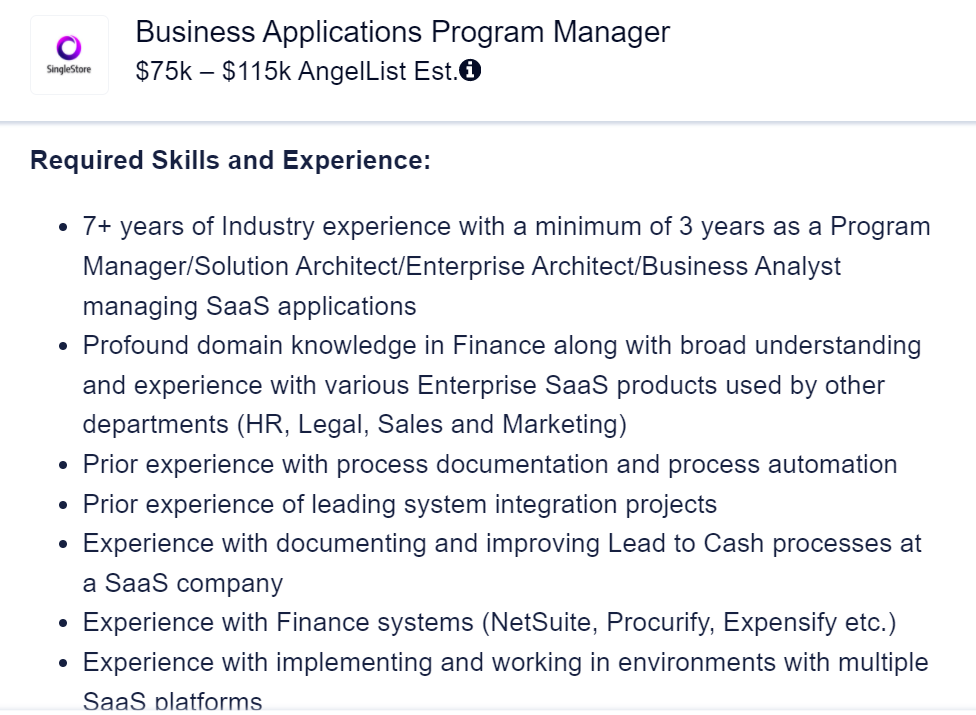 SingleStore
Business Applications Program Manager
$75k – $115k AngelList Est.
Required Skills and Experience:
• 7+ years of Industry experience with a minimum of 3 years as a Program
Manager/Solution Architect/Enterprise Architect/Business Analyst
managing SaaS applications
• Profound domain knowledge in Finance along with broad understanding
and experience with various Enterprise SaaS products used by other
departments (HR, Legal, Sales and Marketing)
• Prior experience with process documentation and process automation
• Prior experience of leading system integration projects
• Experience with documenting and improving Lead to Cash processes at
a SaaS company
• Experience with Finance systems (NetSuite, Procurify, Expensify etc.)
• Experience with implementing and working in environments with multiple
SaaS platforms